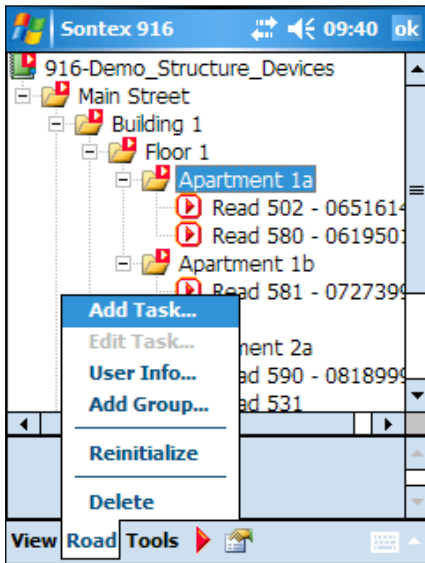 Sontex 916 09:40 ok
916-Demo_Structure_Devices
Main Street
Building 1
Floor 1
Apartment 1a
Read 502 - 0651614
Read 580 - 0619501
Apartment 1b
Read 581 - 0727399
Add Task...
Edit Task...
ment 2a
User Info...
ad 590 - 0818999
Add Group...
ad 531
Reinitialize
Delete
View Road Tools